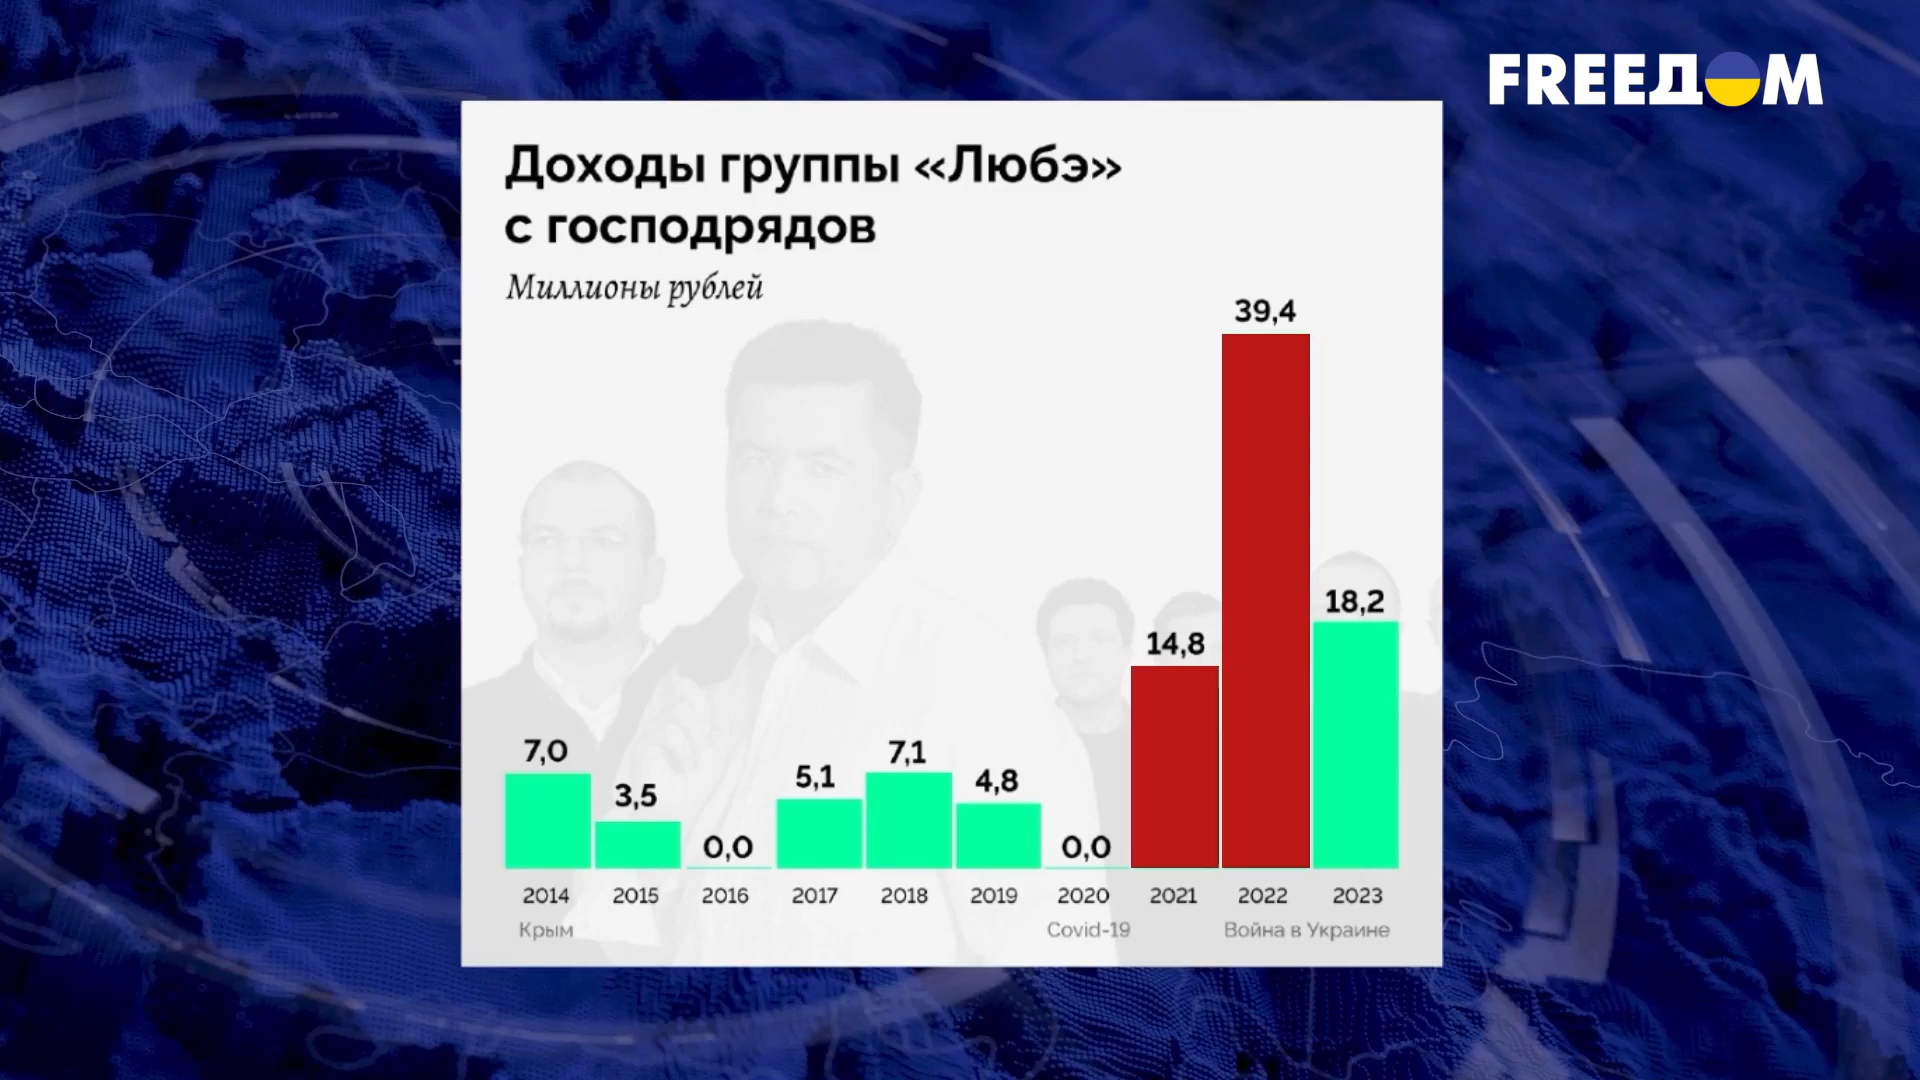 FREEДOM
Доходы группы «Любэ»
с господрядов
Миллионы рублей
7,0 3,5 0,0 5,1 7,1 4,8 0,0 14,8 39,4 18,2
2014 2015 2016 2017 2018 2019 2020 2021 2022 2023
Крым Covid-19 Война в Украине